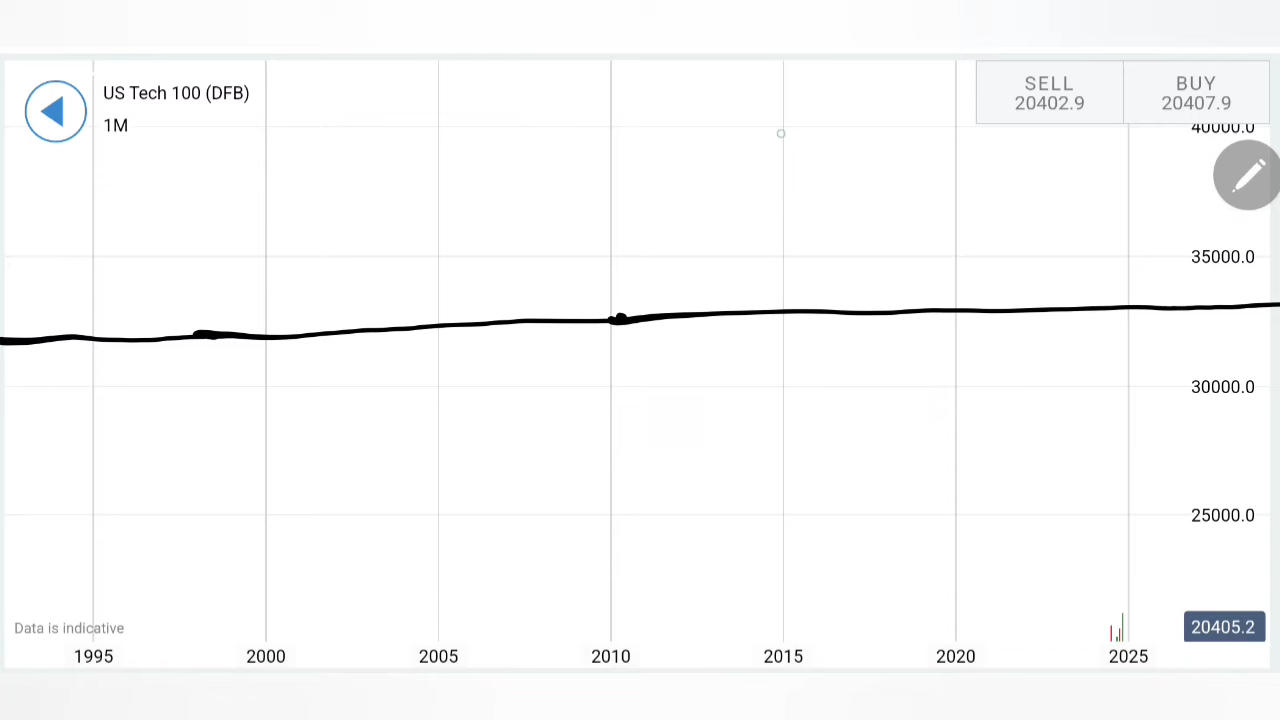 US Tech 100 (DFB)
1M
SELL
20402.9
BUY
20407.9
40000.0
35000.0
30000.0
25000.0
20405.2
Data is indicative
1995 2000 2005 2010 2015 2020 2025